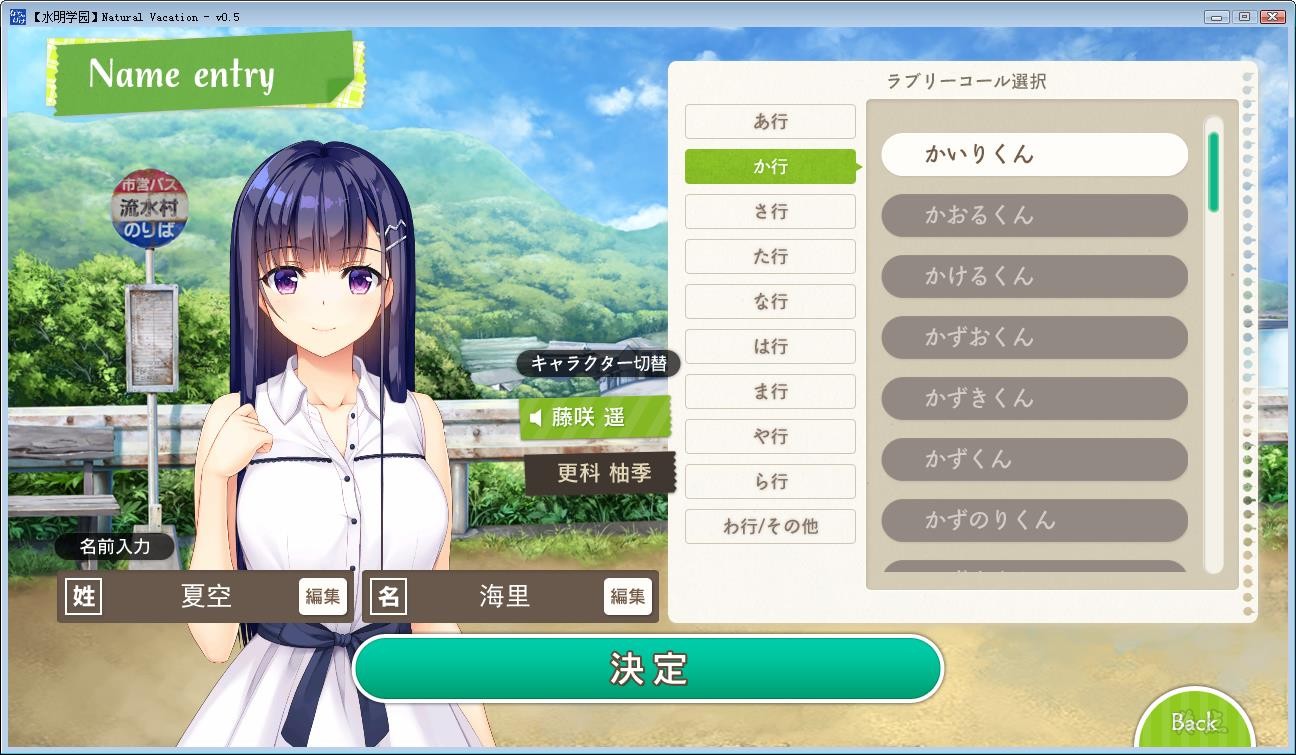 【水明学园】Natural Vacation - v0.5
Name entry
市営バス
流水村
のりば
キャラクター切替
藤咲 遥
更科 柚季
名前入力
姓
夏空
編集
名
海里
編集
ラブリーコール選択
あ行
か行
さ行
た行
な行
は行
ま行
や行
ら行
わ行/その他
かいりくん
かおるくん
かけるくん
かずおくん
かずきくん
かずくん
かずのりくん
決定
Back